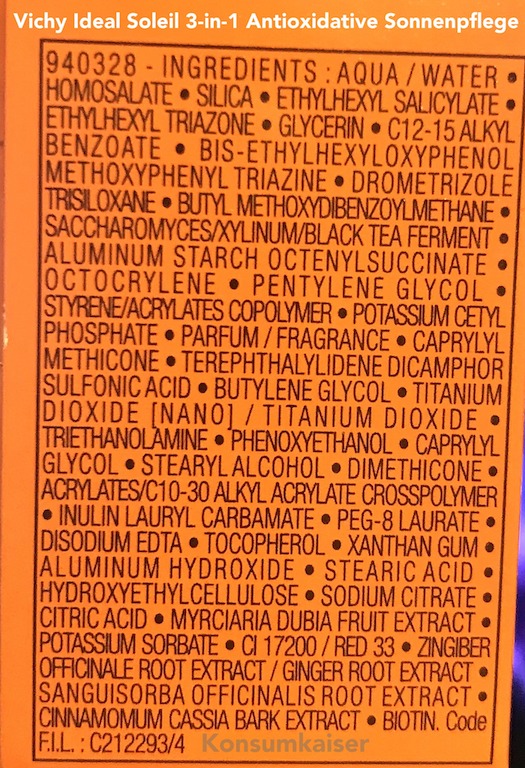 Vichy Ideal Soleil 3-in-1 Antioxidative Sonnenpflege
940328 - INGREDIENTS : AQUA / WATER •
HOMOSALATE • SILICA • ETHYLHEXYL SALICYLATE •
ETHYLHEXYL TRIAZONE • GLYCERIN • C12-15 ALKYL
BENZOATE • BIS-ETHYLHEXYLOXYPHENOL
METHOXYPHENYL TRIAZINE • DROMETRIZOLE
TRISILOXANE • BUTYL METHOXYDIBENZOYLMETHANE •
SACCHAROMYCES/XYLINUM/BLACK TEA FERMENT •
ALUMINUM STARCH OCTENYLSUCCINATE •
OCTOCRYLENE • PENTYLENE GLYCOL •
STYRENE/ACRYLATES COPOLYMER • POTASSIUM CETYL
PHOSPHATE • PARFUM / FRAGRANCE • CAPRYLYL
METHICONE • TEREPHTHALYLIDENE DICAMPHOR
SULFONIC ACID • BUTYLENE GLYCOL • TITANIUM
DIOXIDE [NANO] / TITANIUM DIOXIDE •
TRIETHANOLAMINE • PHENOXYETHANOL • CAPRYLYL
GLYCOL • STEARYL ALCOHOL • DIMETHICONE •
ACRYLATES/C10-30 ALKYL ACRYLATE CROSSPOLYMER
• INULIN LAURYL CARBAMATE • PEG-8 LAURATE •
DISODIUM EDTA • TOCOPHEROL • XANTHAN GUM •
ALUMINUM HYDROXIDE • STEARIC ACID •
HYDROXYETHYLCELLULOSE • SODIUM CITRATE •
CITRIC ACID • MYRCIARIA DUBIA FRUIT EXTRACT •
POTASSIUM SORBATE • CI 17200 / RED 33 • ZINGIBER
OFFICINALE ROOT EXTRACT / GINGER ROOT EXTRACT •
SANGUISORBA OFFICINALIS ROOT EXTRACT •
CINNAMOMUM CASSIA BARK EXTRACT • BIOTIN. Code
F.I.L. : C212293/4 Konsumkaiser